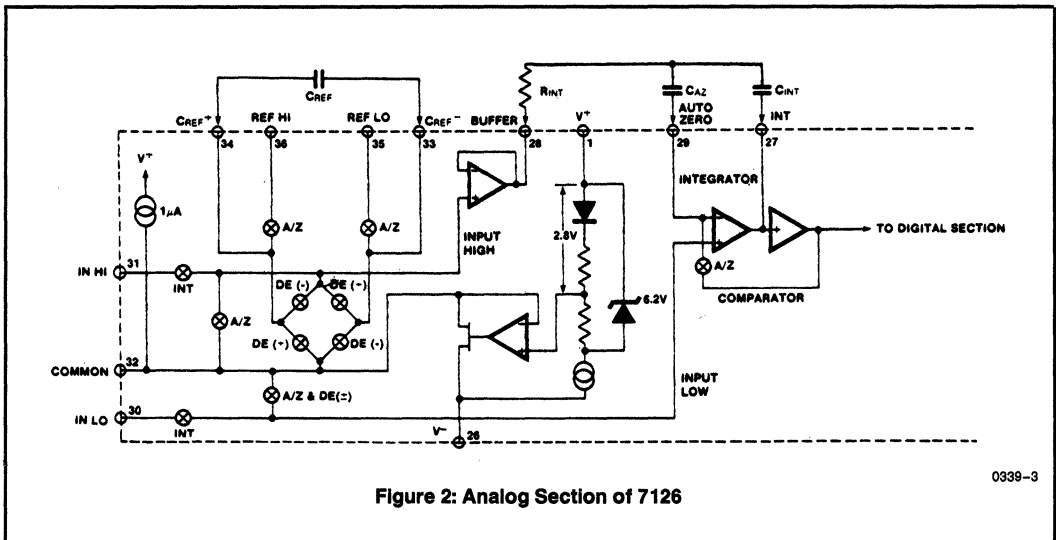 CREF
RINT
CAZ
CINT
CREF+
REF HI
REF LO
CREF-
BUFFER
V+
AUTO
ZERO
INT
34
36
35
33
28
1
29
27
V+
1μA
A/Z
A/Z
INTEGRATOR
TO DIGITAL SECTION
INPUT
HIGH
2.8V
IN HI
31
INT
DE (-)
DE (+)
A/Z
A/Z
COMPARATOR
6.2V
DE (+)
DE (-)
COMMON
32
A/Z & DE(±)
INPUT
LOW
IN LO
30
INT
V-
26
0339-3
Figure 2: Analog Section of 7126